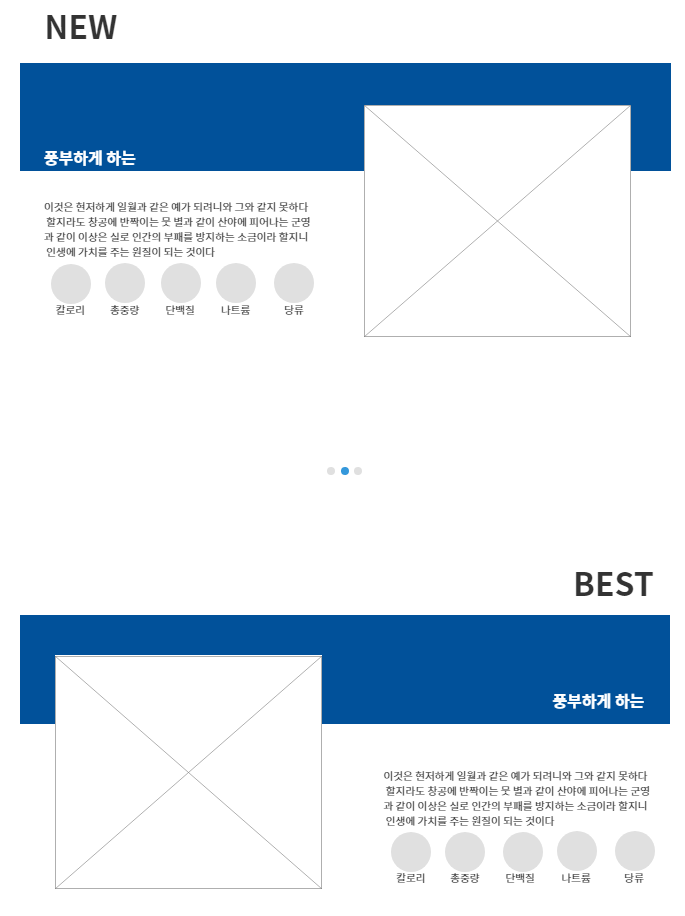 NEW
풍부하게 하는
이것은 현저하게 일월과 같은 예가 되려니와 그와 같지 못하다
할지라도 창공에 반짝이는 뭇 별과 같이 산야에 피어나는 군영
과 같이 이상은 실로 인간의 부패를 방지하는 소금이라 할지니
인생에 가치를 주는 원질이 되는 것이다
칼로리 총중량 단백질 나트륨 당류
BEST
풍부하게 하는
이것은 현저하게 일월과 같은 예가 되려니와 그와 같지 못하다
할지라도 창공에 반짝이는 뭇 별과 같이 산야에 피어나는 군영
과 같이 이상은 실로 인간의 부패를 방지하는 소금이라 할지니
인생에 가치를 주는 원질이 되는 것이다
칼로리 총중량 단백질 나트륨 당류